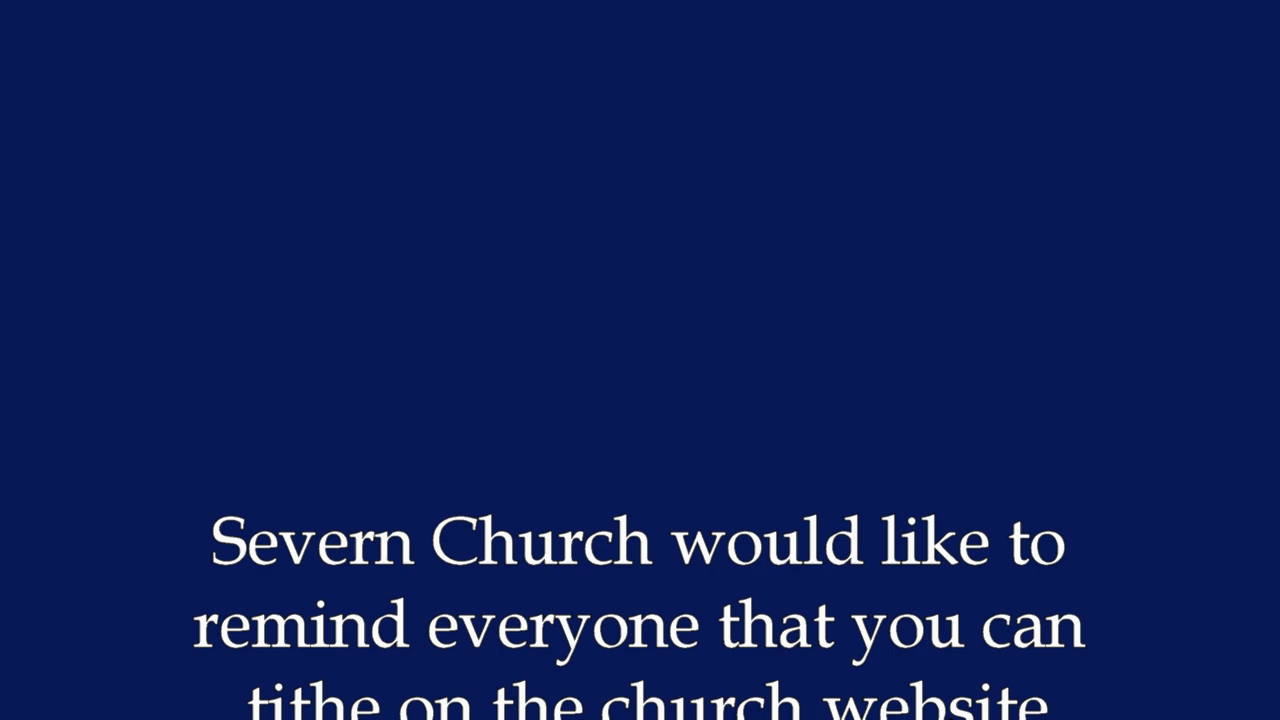 Severn Church would like to
remind everyone that you can
tithe on the church website